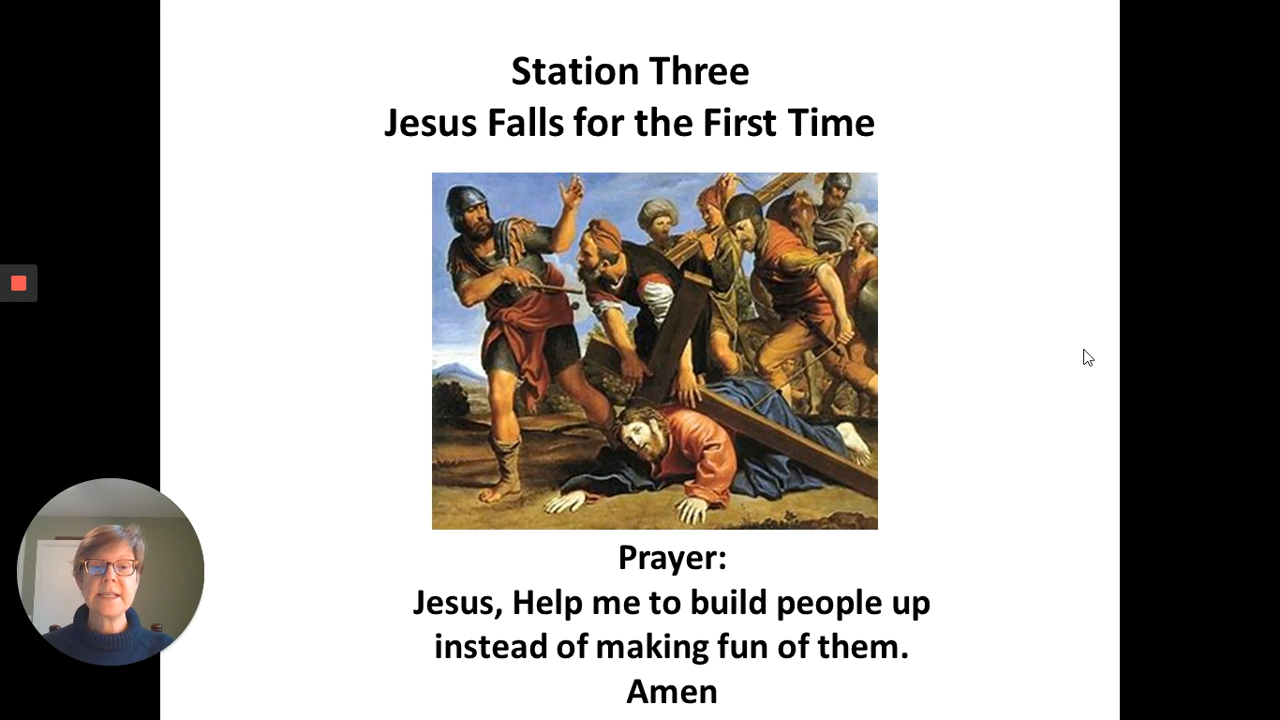 Station Three
Jesus Falls for the First Time
Prayer:
Jesus, Help me to build people up
instead of making fun of them.
Amen